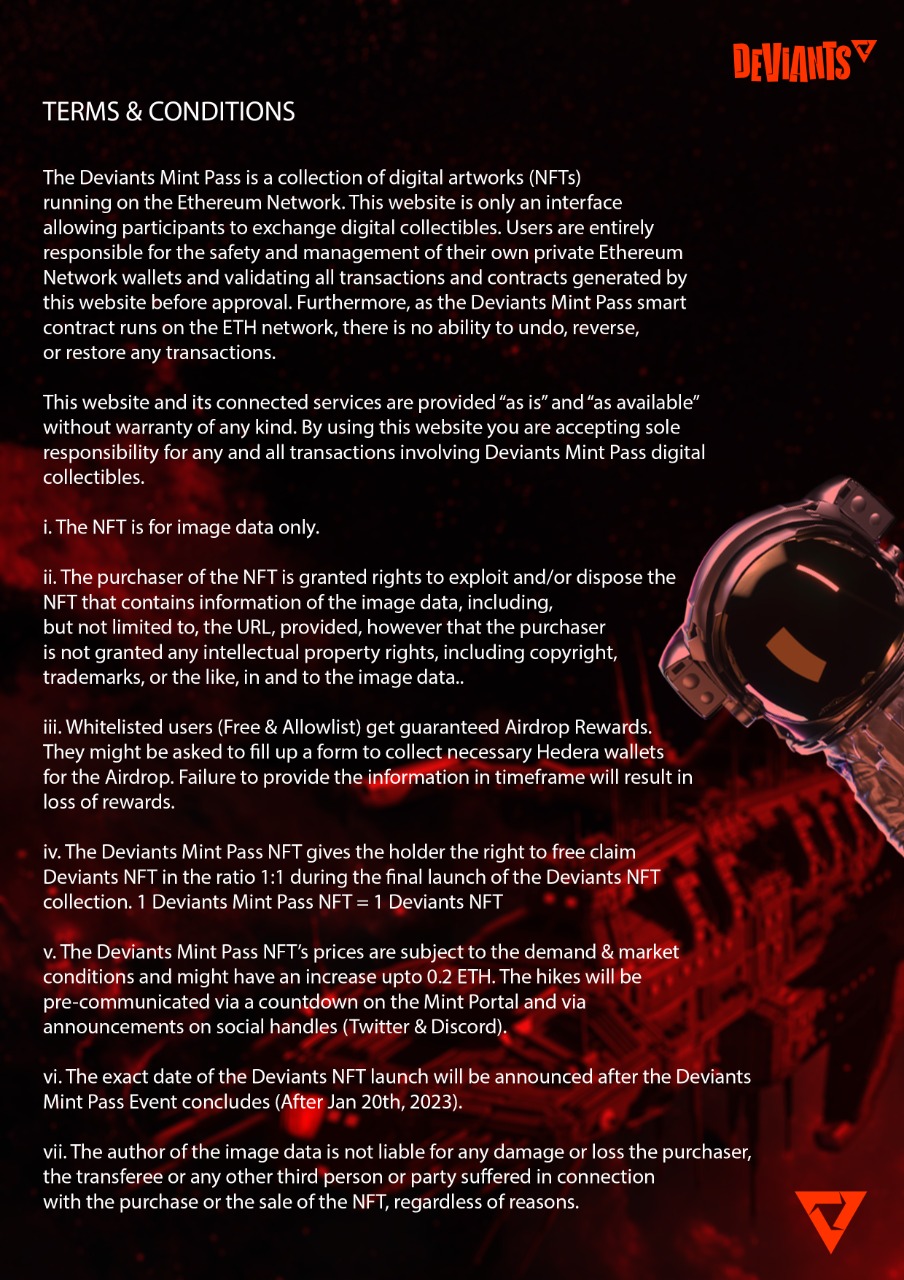 DEVIANTS
TERMS & CONDITIONS
The Deviants Mint Pass is a collection of digital artworks (NFTs)
running on the Ethereum Network. This website is only an interface
allowing participants to exchange digital collectibles. Users are entirely
responsible for the safety and management of their own private Ethereum
Network wallets and validating all transactions and contracts generated by
this website before approval. Furthermore, as the Deviants Mint Pass smart
contract runs on the ETH network, there is no ability to undo, reverse,
or restore any transactions.
This website and its connected services are provided “as is” and “as available”
without warranty of any kind. By using this website you are accepting sole
responsibility for any and all transactions involving Deviants Mint Pass digital
collectibles.
i. The NFT is for image data only.
ii. The purchaser of the NFT is granted rights to exploit and/or dispose the
NFT that contains information of the image data, including,
but not limited to, the URL, provided, however that the purchaser
is not granted any intellectual property rights, including copyright,
trademarks, or the like, in and to the image data..
iii. Whitelisted users (Free & Allowlist) get guaranteed Airdrop Rewards.
They might be asked to fill up a form to collect necessary Hedera wallets
for the Airdrop. Failure to provide the information in timeframe will result in
loss of rewards.
iv. The Deviants Mint Pass NFT gives the holder the right to free claim
Deviants NFT in the ratio 1:1 during the final launch of the Deviants NFT
collection. 1 Deviants Mint Pass NFT = 1 Deviants NFT
v. The Deviants Mint Pass NFT’s prices are subject to the demand & market
conditions and might have an increase upto 0.2 ETH. The hikes will be
pre-communicated via a countdown on the Mint Portal and via
announcements on social handles (Twitter & Discord).
vi. The exact date of the Deviants NFT launch will be announced after the Deviants
Mint Pass Event concludes (After Jan 20th, 2023).
vii. The author of the image data is not liable for any damage or loss the purchaser,
the transferee or any other third person or party suffered in connection
with the purchase or the sale of the NFT, regardless of reasons.